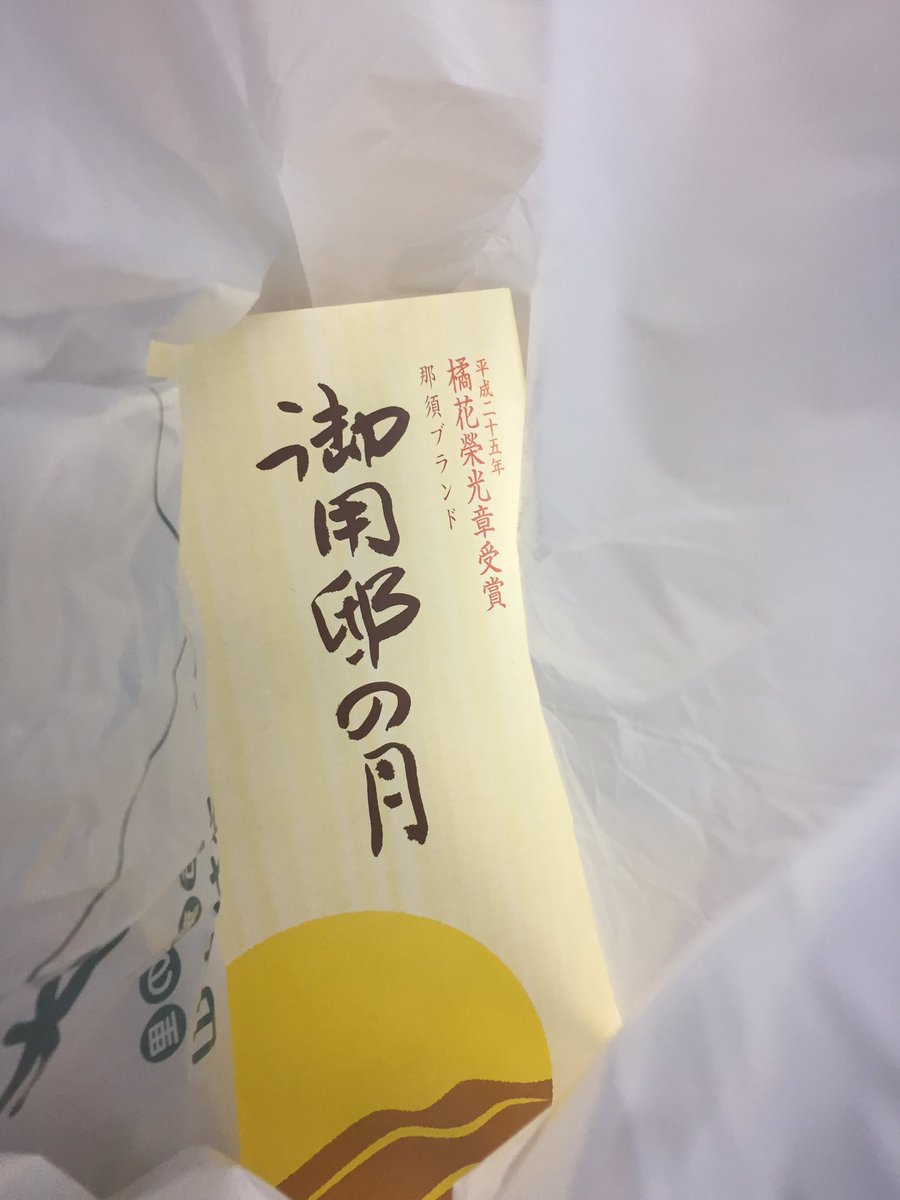 平成二十五年
橘花榮光章受賞
那須ブランド
御用邸の月